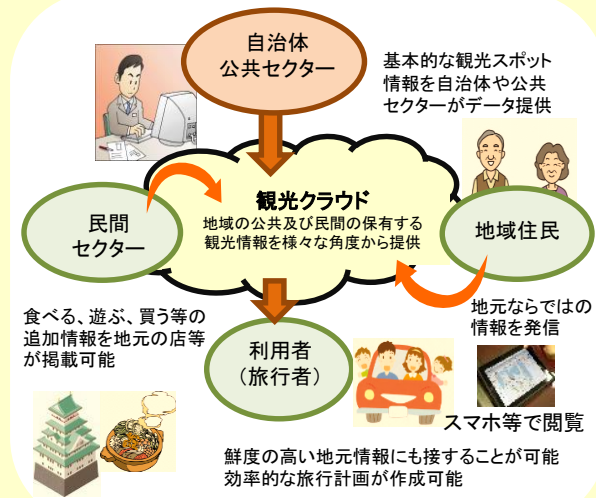 自治体
公共セクター
基本的な観光スポット
情報を自治体や公共
セクターがデータ提供
観光クラウド
地域の公共及び民間の保有する
観光情報を様々な角度から提供
民間
セクター
地域住民
食べる、遊ぶ、買う等の
追加情報を地元の店等
が掲載可能
地元ならではの
情報を発信
利用者
（旅行者）
スマホ等で閲覧
鮮度の高い地元情報にも接することが可能
効率的な旅行計画が作成可能